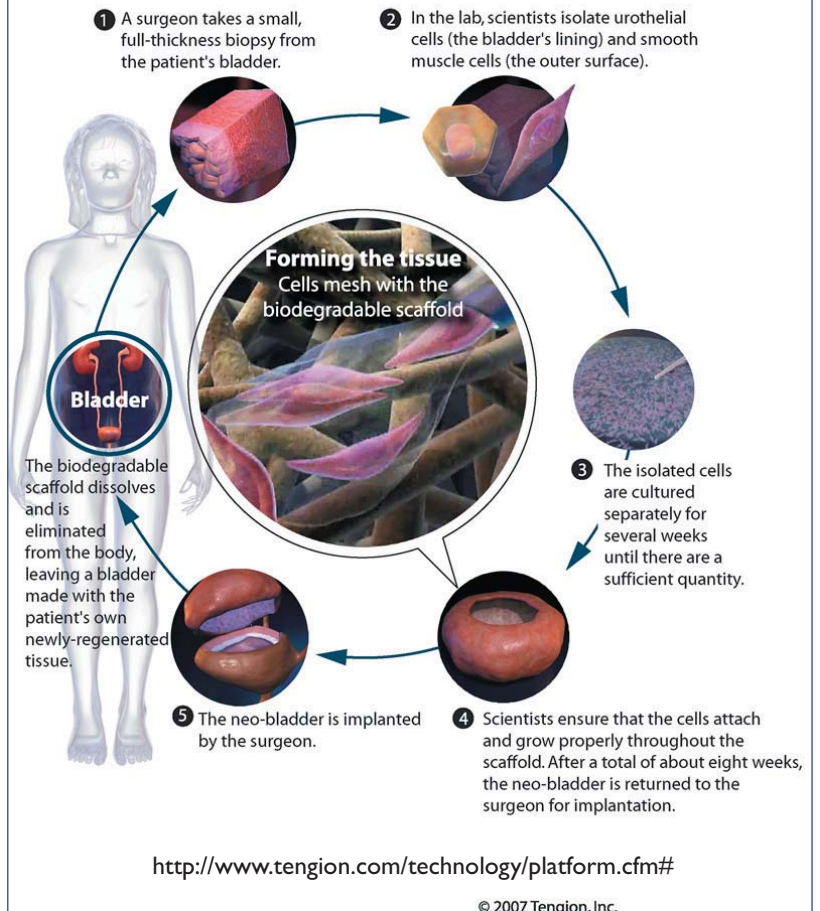 1 A surgeon takes a small,
full-thickness biopsy from
the patient's bladder.
2 In the lab, scientists isolate urothelial
cells (the bladder's lining) and smooth
muscle cells (the outer surface).
Forming the tissue
Cells mesh with the
biodegradable scaffold
Bladder
3 The isolated cells
are cultured
separately for
several weeks
until there are a
sufficient quantity.
4 Scientists ensure that the cells attach
and grow properly throughout the
scaffold. After a total of about eight weeks,
the neo-bladder is returned to the
surgeon for implantation.
5 The neo-bladder is implanted
by the surgeon.
The biodegradable
scaffold dissolves
and is
eliminated
from the body,
leaving a bladder
made with the
patient's own
newly-regenerated
tissue.
http://www.tengion.com/technology/platform.cfm#
© 2007 Tengion, Inc.